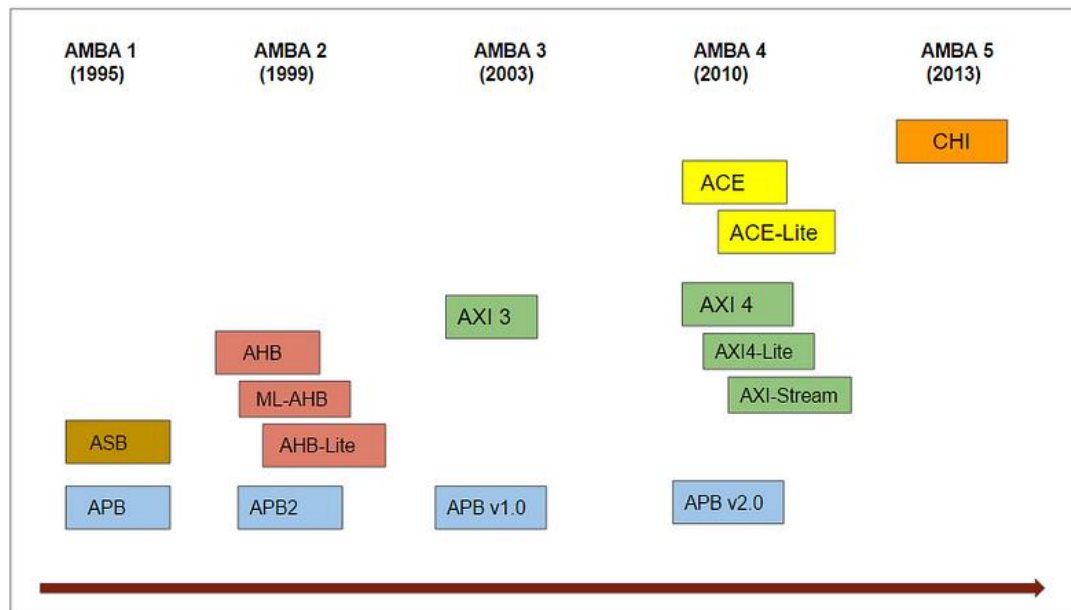 AMBA 1
(1995)
AMBA 2
(1999)
AMBA 3
(2003)
AMBA 4
(2010)
AMBA 5
(2013)
CHI
ACE
ACE-Lite
AXI 3
AXI 4
AHB
AXI4-Lite
ML-AHB
AXI-Stream
ASB
AHB-Lite
APB
APB2
APB v1.0
APB v2.0